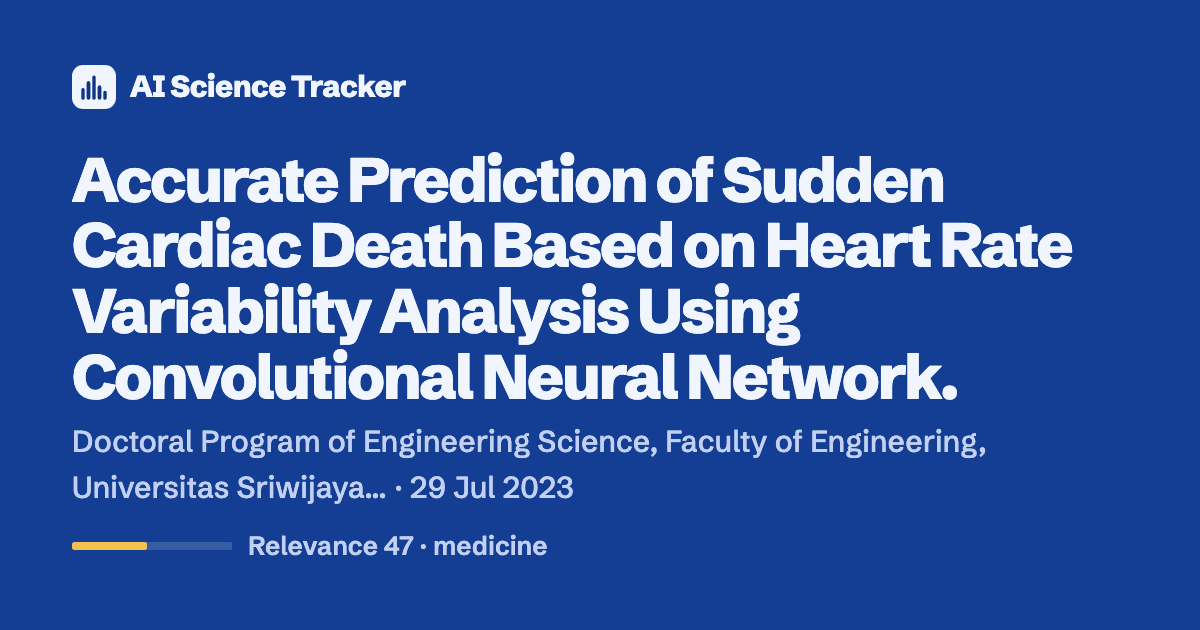 AI Science Tracker
Accurate Prediction of Sudden
Cardiac Death Based on Heart Rate
Variability Analysis Using
Convolutional Neural Network.
Doctoral Program of Engineering Science, Faculty of Engineering,
Universitas Sriwijaya... · 29 Jul 2023
Relevance 47 · medicine